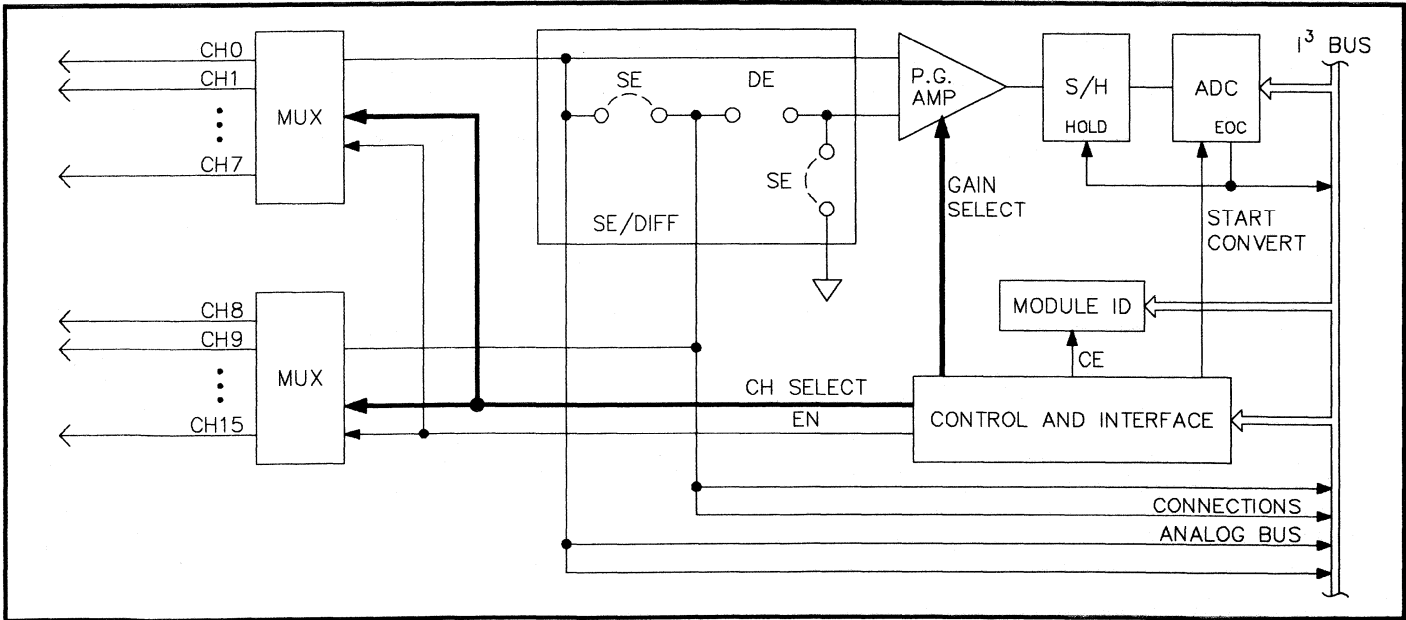 CH0
CH1
CH7
MUX
SE
DE
SE
SE/DIFF
P.G.
AMP
S/H
HOLD
ADC
EOC
I³ BUS
GAIN
SELECT
START
CONVERT
CH8
CH9
CH15
MUX
MODULE ID
CE
CH SELECT
EN
CONTROL AND INTERFACE
CONNECTIONS
ANALOG BUS